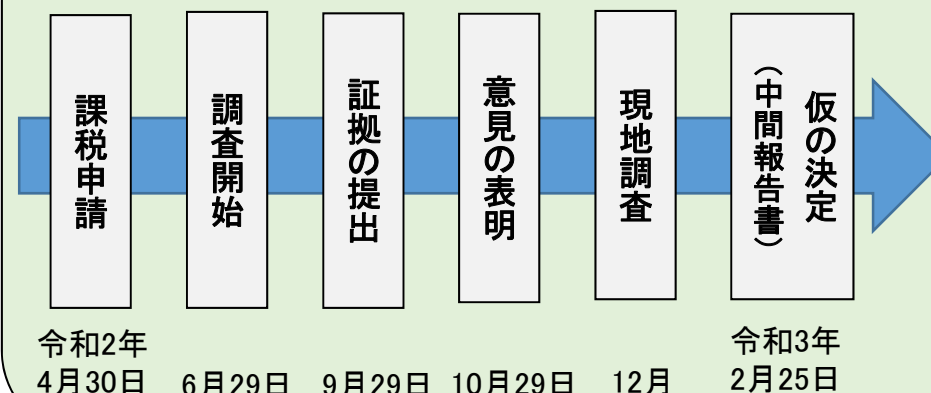 課税申請
調査開始
証拠の提出
意見の表明
現地調査
仮の決定
（中間報告書）
令和2年
4月30日
6月29日
9月29日
10月29日
12月
令和3年
2月25日